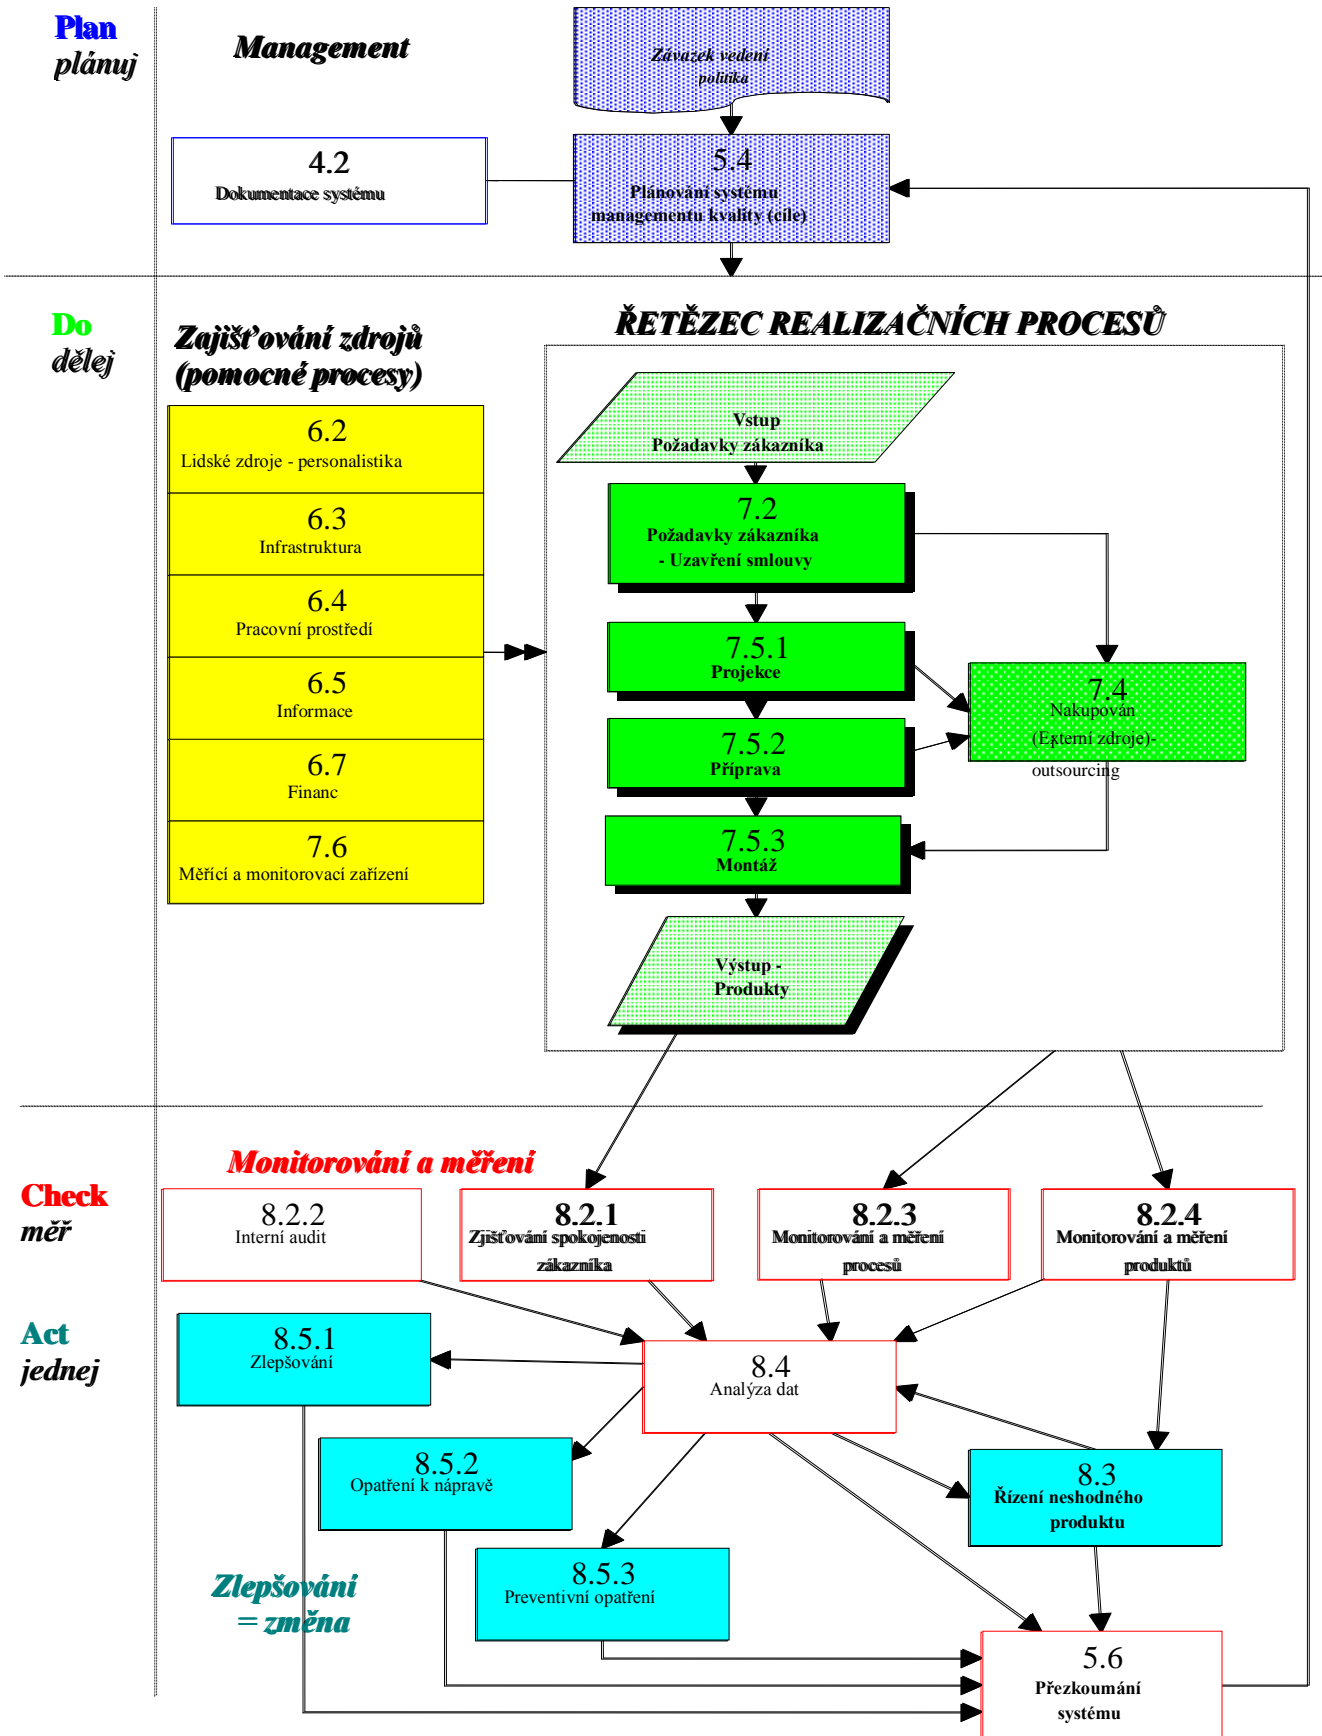 Plan
plánuj
Management
Závazek vedení
politika
4.2
Dokumentace systému
5.4
Plánování systému
managementu kvality (cíle)
Do
dělej
Zajišťování zdrojů
(pomocné procesy)
ŘETĚZEC REALIZAČNÍCH PROCESŮ
6.2
Lidské zdroje - personalistika
6.3
Infrastruktura
6.4
Pracovní prostředí
6.5
Informace
6.7
Financ
7.6
Měřící a monitorovací zařízení
Vstup
Požadavky zákazníka
7.2
Požadavky zákazníka
- Uzavření smlouvy
7.5.1
Projekce
7.5.2
Příprava
7.5.3
Montáž
7.4
Nakupován
(Externí zdroje)-
outsourcing
Výstup -
Produkty
Monitorování a měření
Check
měř
8.2.2
Interní audit
8.2.1
Zjišťování spokojenosti
zákazníka
8.2.3
Monitorování a měření
procesů
8.2.4
Monitorování a měření
produktů
Act
jednej
8.5.1
Zlepšování
8.4
Analýza dat
8.5.2
Opatření k nápravě
8.3
Řízení neshodného
produktu
8.5.3
Preventivní opatření
Zlepšování
= změna
5.6
Přezkoumání
systému